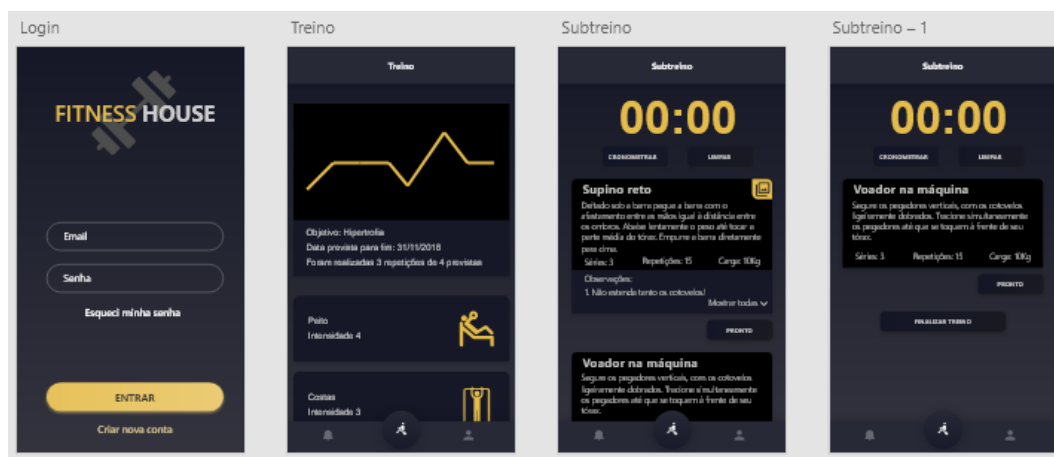 Login
FITNESS HOUSE
Email
Senha
Esqueci minha senha
ENTRAR
Criar nova conta
Treino
Treino
Objetivo: Hipertrofia
Data prevista para fim: 31/11/2018
Foram realizadas 3 repetições de 4 previstas
Peito
Intensidade 4
Costas
Intensidade 3
Subtreino
Subtreino
00:00
CRONOMETRAR
LIMPAR
Supino reto
Deitado sob a barra pegue a barra com o
afastamento entre as mãos igual à distância entre
os ombros. Abaixe lentamente o peso até tocar a
parte média do tórax. Empurre a barra diretamente
para cima.
Séries: 3
Repetições: 15
Carga: 10Kg
Observações:
1. Não estenda tanto os cotovelos!
Mostrar todas
PRONTO
Voador na máquina
Segure os pegadores verticais, com os cotovelos
ligeiramente dobrados. Tracione simultaneamente
os pegadores até que se toquem à frente de seu
tórax.
Subtreino – 1
Subtreino
00:00
CRONOMETRAR
LIMPAR
Voador na máquina
Segure os pegadores verticais, com os cotovelos
ligeiramente dobrados. Tracione simultaneamente
os pegadores até que se toquem à frente de seu
tórax.
Séries: 3
Repetições: 15
Carga: 10Kg
PRONTO
FINALIZAR TREINO